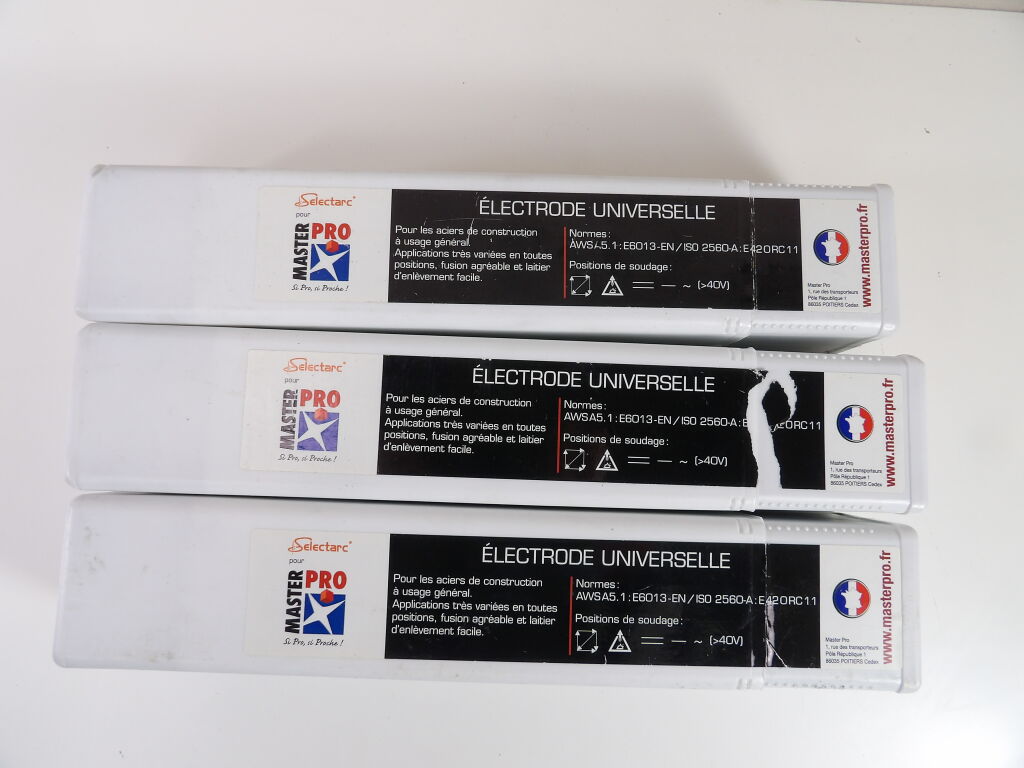 Selectarc
pour
MASTER PRO
Si Pro, si Proche !
ÉLECTRODE UNIVERSELLE
Pour les aciers de construction
à usage général.
Applications très variées en toutes
positions, fusion agréable et laitier
d'enlèvement facile.
Normes :
AWSA5.1:E6013-EN/ISO 2560-A:E420RC11
Positions de soudage :
(>40V)
Master Pro
1, rue des transporteurs
Pôle République 1
86035 POITIERS Cedex
www.masterpro.fr
Selectarc
pour
MASTER PRO
Si Pro, si Proche !
ÉLECTRODE UNIVERSELLE
Pour les aciers de construction
à usage général.
Applications très variées en toutes
positions, fusion agréable et laitier
d'enlèvement facile.
Normes :
AWSA5.1:E6013-EN/ISO 2560-A:E 20RC11
Positions de soudage :
(>40V)
Master Pro
1, rue des transporteurs
Pôle République 1
86035 POITIERS Cedex
www.masterpro.fr
Selectarc
pour
MASTER PRO
Si Pro, si Proche !
ÉLECTRODE UNIVERSELLE
Pour les aciers de construction
à usage général.
Applications très variées en toutes
positions, fusion agréable et laitier
d'enlèvement facile.
Normes :
AWSA5.1:E6013-EN/ISO 2560-A:E420RC11
Positions de soudage :
(>40V)
Master Pro
1, rue des transporteurs
Pôle République 1
86035 POITIERS Cedex
www.masterpro.fr